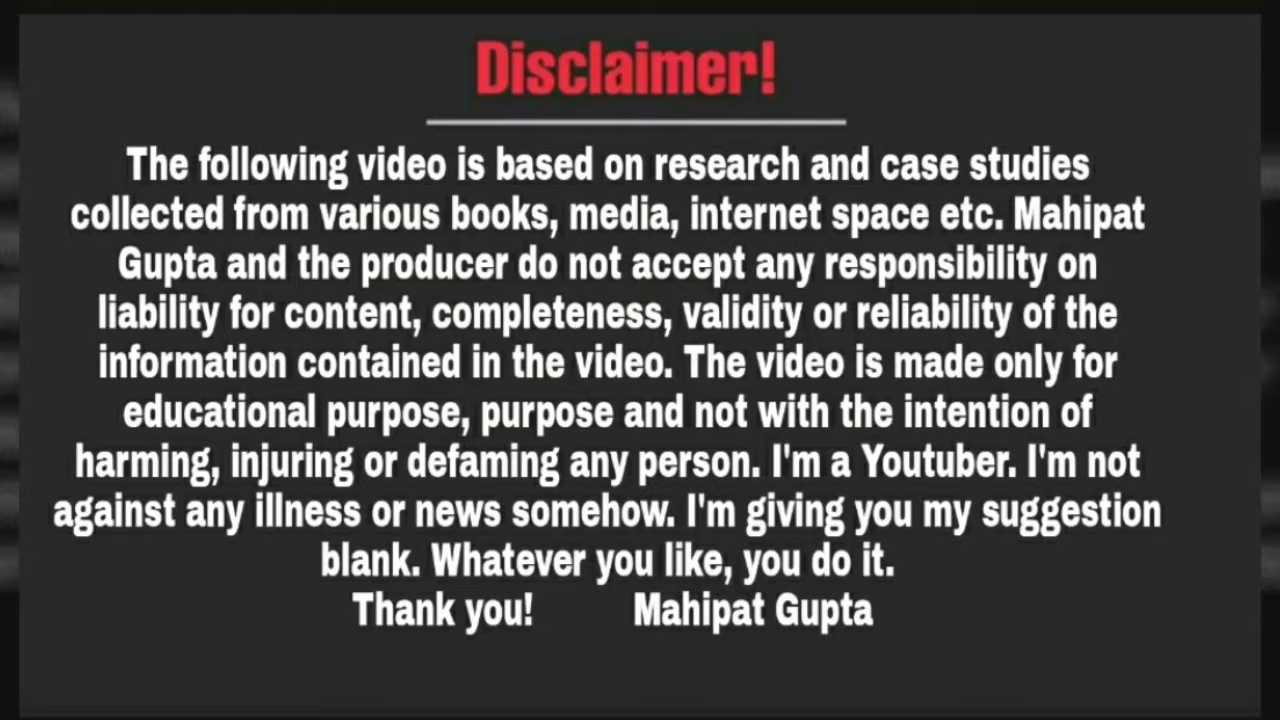 Disclaimer!
The following video is based on research and case studies
collected from various books, media, internet space etc. Mahipat
Gupta and the producer do not accept any responsibility on
liability for content, completeness, validity or reliability of the
information contained in the video. The video is made only for
educational purpose, purpose and not with the intention of
harming, injuring or defaming any person. I'm a Youtuber. I'm not
against any illness or news somehow. I'm giving you my suggestion
blank. Whatever you like, you do it.
Thank you! Mahipat Gupta